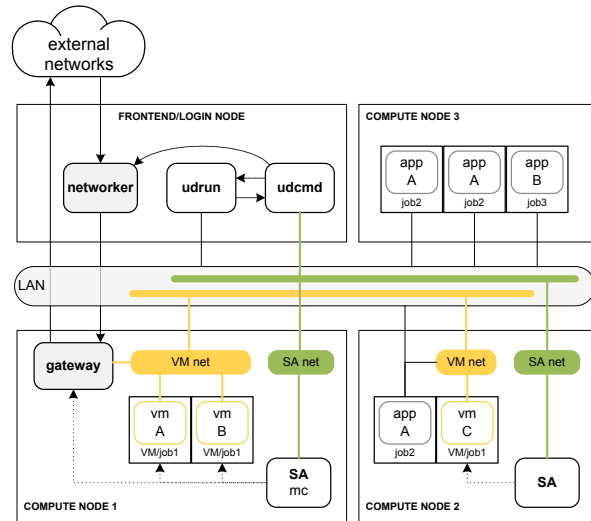 external
networks
FRONTEND/LOGIN NODE
networker
udrun
udcmd
COMPUTE NODE 3
app
A
job2
app
A
job2
app
B
job3
LAN
gateway
VM net
SA net
vm
A
VM/job1
vm
B
VM/job1
SA
mc
COMPUTE NODE 1
VM net
SA net
app
A
job2
vm
C
VM/job1
SA
COMPUTE NODE 2